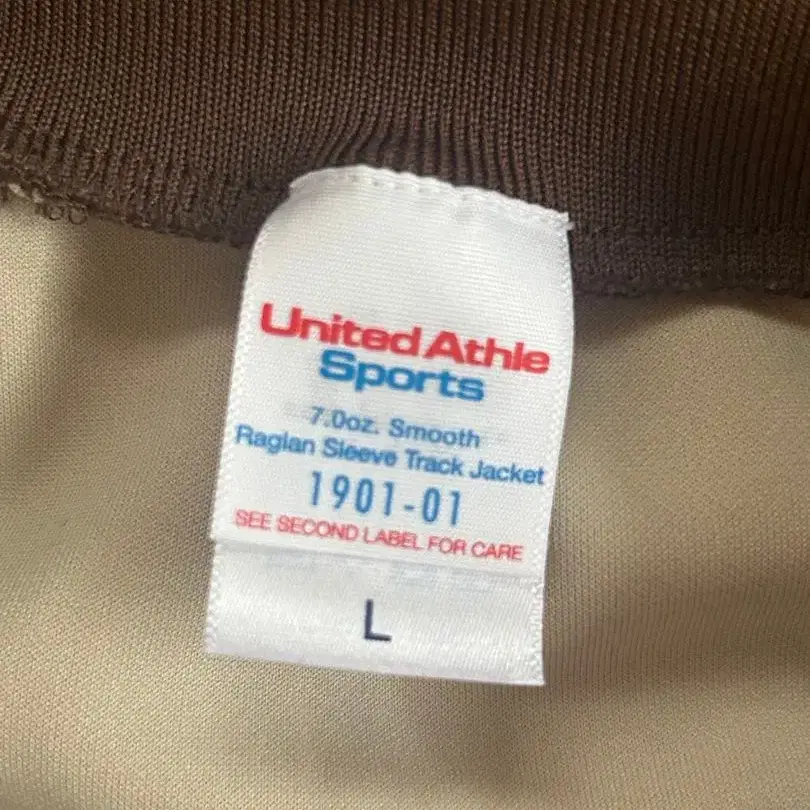 United Athle
Sports
7.0oz. Smooth
Raglan Sleeve Track Jacket
1901-01
SEE SECOND LABEL FOR CARE
L